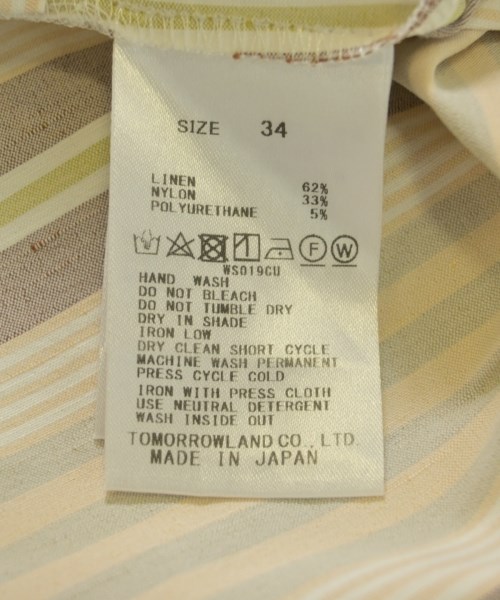 SIZE 34
LINEN 62%
NYLON 33%
POLYURETHANE 5%
F W
WS019CU
HAND WASH
DO NOT BLEACH
DO NOT TUMBLE DRY
DRY IN SHADE
IRON LOW
DRY CLEAN SHORT CYCLE
MACHINE WASH PERMANENT
PRESS CYCLE COLD
IRON WITH PRESS CLOTH
USE NEUTRAL DETERGENT
WASH INSIDE OUT
TOMORROWLAND CO., LTD.
MADE IN JAPAN